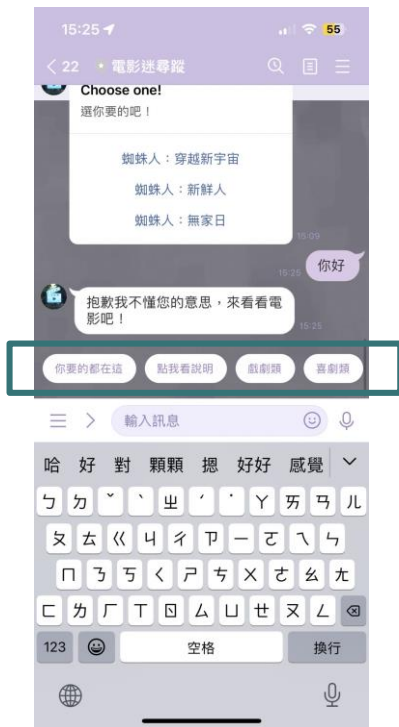 15:25
55
22 電影迷尋蹤
Choose one!
選你要的吧！
蜘蛛人：穿越新宇宙
蜘蛛人：新鮮人
蜘蛛人：無家日
15:09
15:25 你好
抱歉我不懂您的意思，來看看電
影吧！
15:25
你要的都在這 點我看說明 戲劇類 喜劇類
輸入訊息
哈 好 對 顆顆 摁 好好 感覺
ㄅ ㄉ ˇ ˋ ㄓ ˊ ˙ ㄚ ㄞ ㄢ ㄦ
ㄆ ㄊ ㄍ ㄐ ㄔ ㄗ ㄧ ㄛ ㄟ ㄣ
ㄇ ㄋ ㄎ ㄑ ㄕ ㄘ ㄨ ㄜ ㄠ ㄤ
ㄈ ㄌ ㄏ ㄒ ㄖ ㄙ ㄩ ㄝ ㄡ ㄥ
123 空格 換行